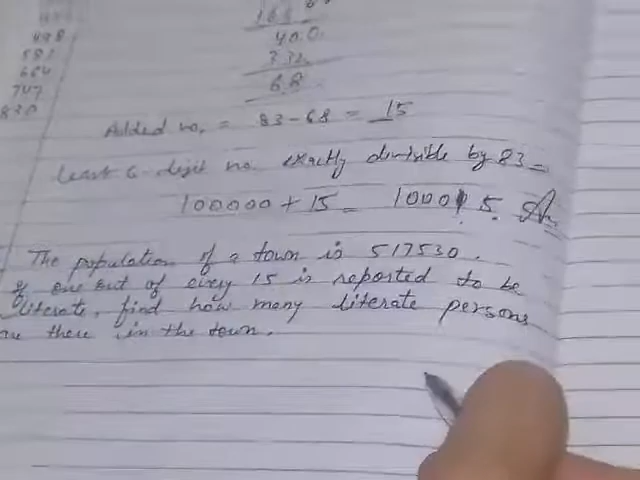 498
581
664
747
830
400
332
68
Added no. = 83-68 = 15
Least 6-digit no. exactly divisible by 83 =
100000 + 15 = 100015 Ans
The population of a town is 517530.
If one out of every 15 is reported to be
literate, find how many literate persons
are there in the town.